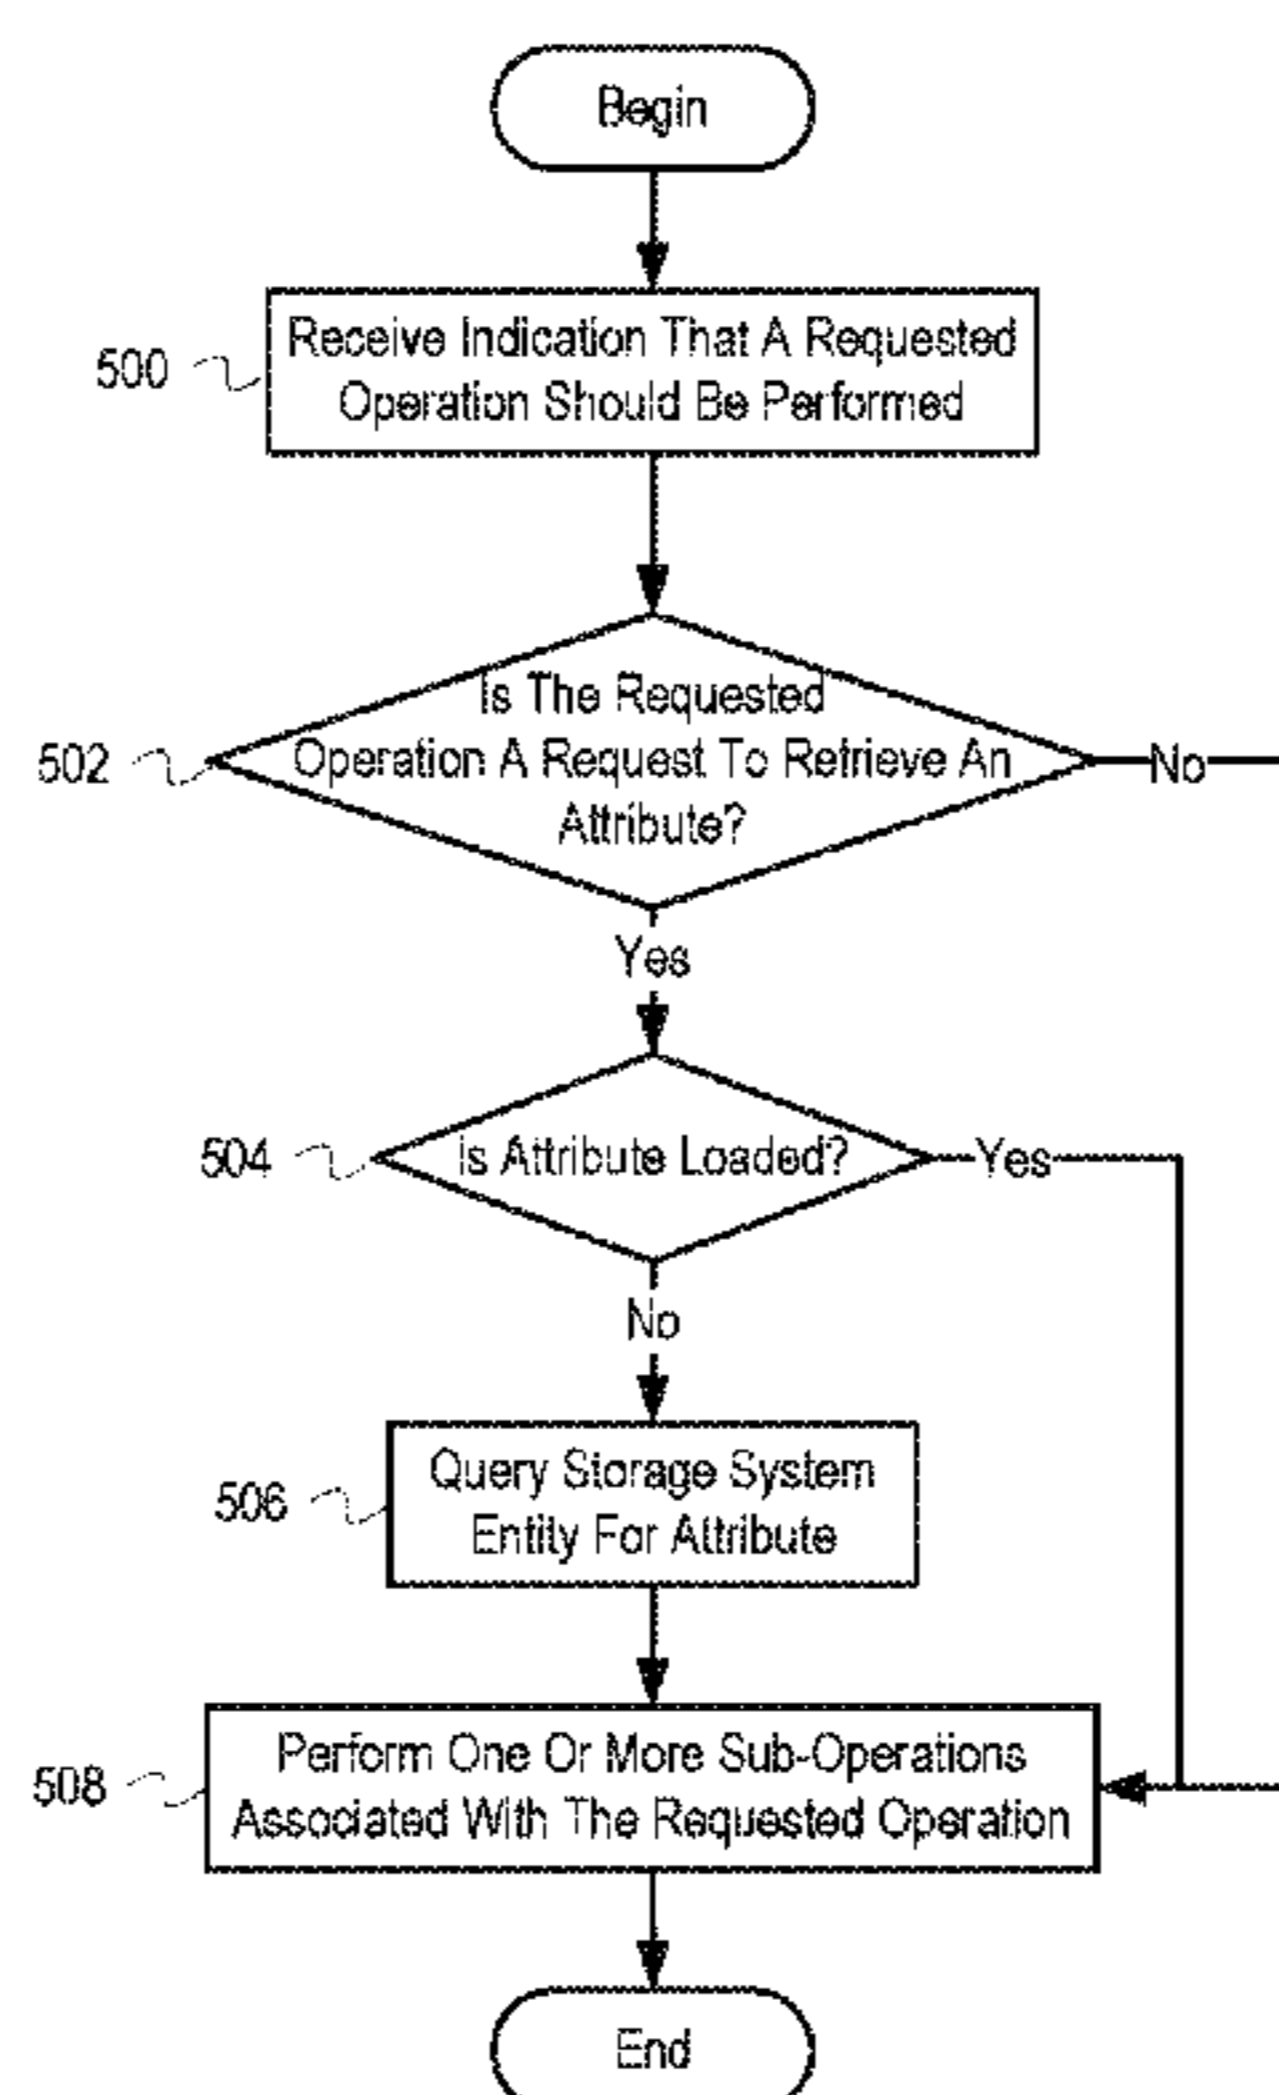 Begin
500
Receive Indication That A Requested
Operation Should Be Performed
502
Is The Requested
Operation A Request To Retrieve An
Attribute?
No
Yes
504
Is Attribute Loaded?
Yes
No
506
Query Storage System
Entity For Attribute
508
Perform One Or More Sub-Operations
Associated With The Requested Operation
End